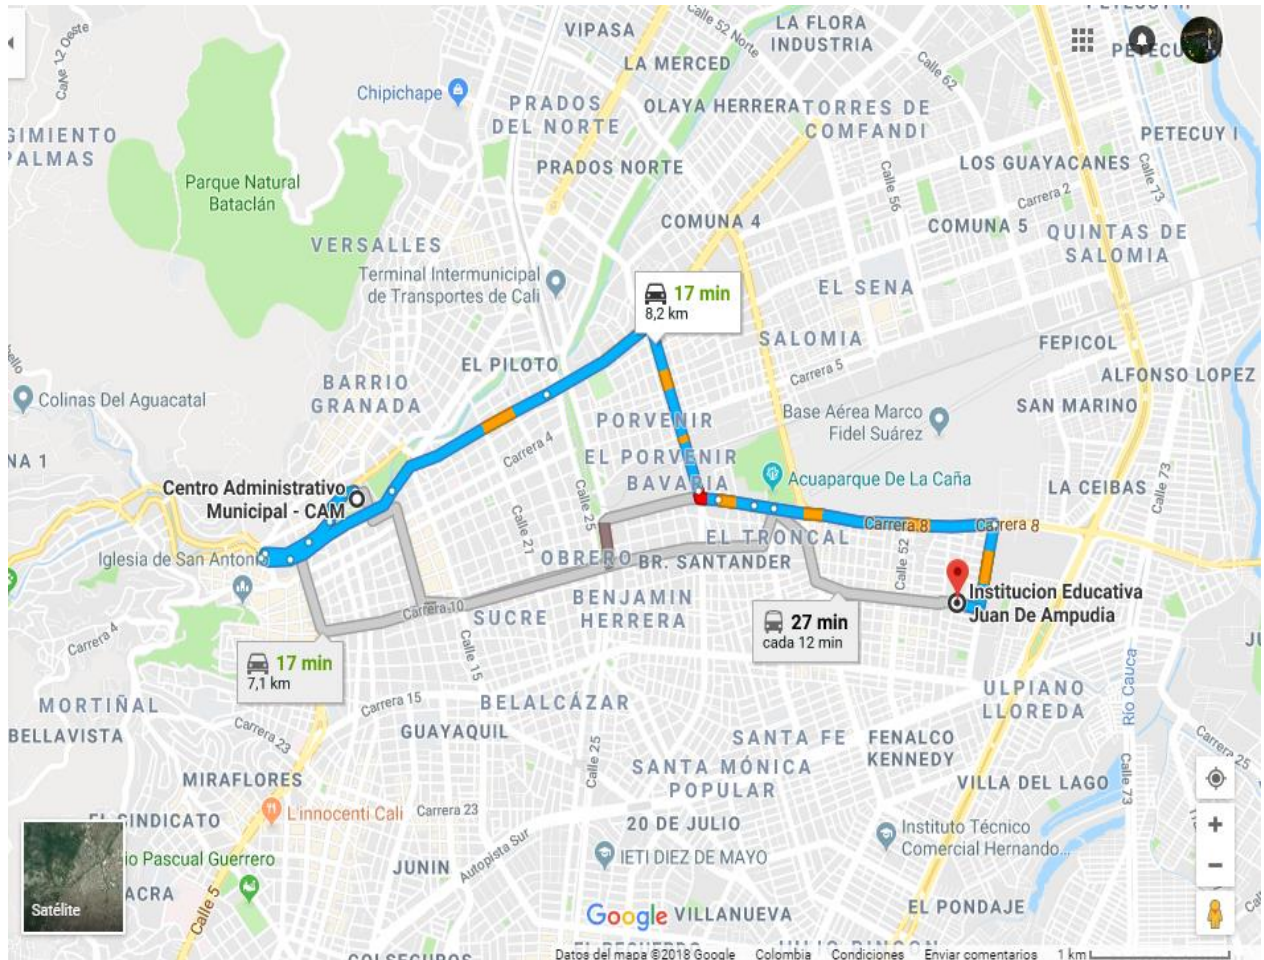 VIPASA
LA FLORA
INDUSTRIA
Calle 52 Norte
LA MERCED
Calle 62
Chipichape
PRADOS
DEL NORTE
OLAYA HERRERA
TORRES DE
COMFANDI
PETECUY I
PRADOS NORTE
LOS GUAYACANES
Parque Natural
Bataclán
Calle 56
Carrera 2
Calle 73
COMUNA 4
COMUNA 5
QUINTAS DE
SALOMIA
VERSALLES
Terminal Intermunicipal
de Transportes de Cali
17 min
8,2 km
EL SENA
SALOMIA
FEPICOL
EL PILOTO
Carrera 5
ALFONSO LOPEZ
BARRIO
GRANADA
Colinas Del Aguacatal
Base Aérea Marco
Fidel Suárez
SAN MARINO
PORVENIR
Carrera 4
EL PORVENIR
BAVARIA
NA 1
Centro Administrativo
Municipal - CAM
Calle 25
Acuaparque De La Caña
LA CEIBAS
Calle 73
Calle 21
EL TRONCAL
Carrera 8
Carrera 8
Iglesia de San Antonio
OBRERO
BR. SANTANDER
Calle 52
Institucion Educativa
Juan De Ampudia
BENJAMIN
HERRERA
SUCRE
Carrera 10
27 min
cada 12 min
Carrera 4
17 min
7,1 km
Calle 15
Río Cauca
MORTIÑAL
Carrera 15
BELALCÁZAR
ULPIANO
LLOREDA
BELLAVISTA
Carrera 23
GUAYAQUIL
SANTA FE
FENALCO
KENNEDY
Calle 25
Carrera 25
MIRAFLORES
SANTA MÓNICA
POPULAR
VILLA DEL LAGO
Calle 73
L'innocenti Cali
Carrera 23
EL SINDICATO
20 DE JULIO
Instituto Técnico
Comercial Hernando...
io Pascual Guerrero
JUNIN
Autopista Sur
IETI DIEZ DE MAYO
ACRA
Satélite
Calle 5
Google
VILLANUEVA
EL PONDAJE
Datos del mapa ©2018 Google Colombia Condiciones Enviar comentarios 1 km